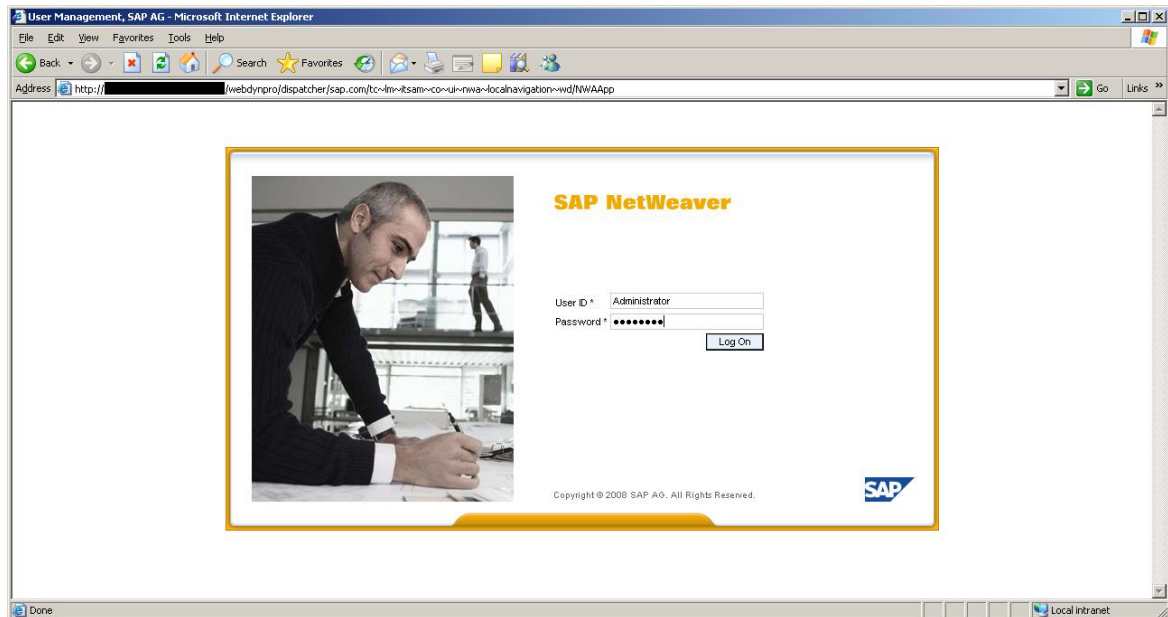 User Management, SAP AG - Microsoft Internet Explorer
File Edit View Favorites Tools Help
Back Search Favorites
Address http:// /webdynpro/dispatcher/sap.com/tc~lm~itsam~co~ui~nwa~localnavigation~wd/NWAApp Go Links »
SAP NetWeaver
User ID * Administrator
Password * ••••••••
Log On
Copyright © 2008 SAP AG. All Rights Reserved.
SAP
Done Local intranet